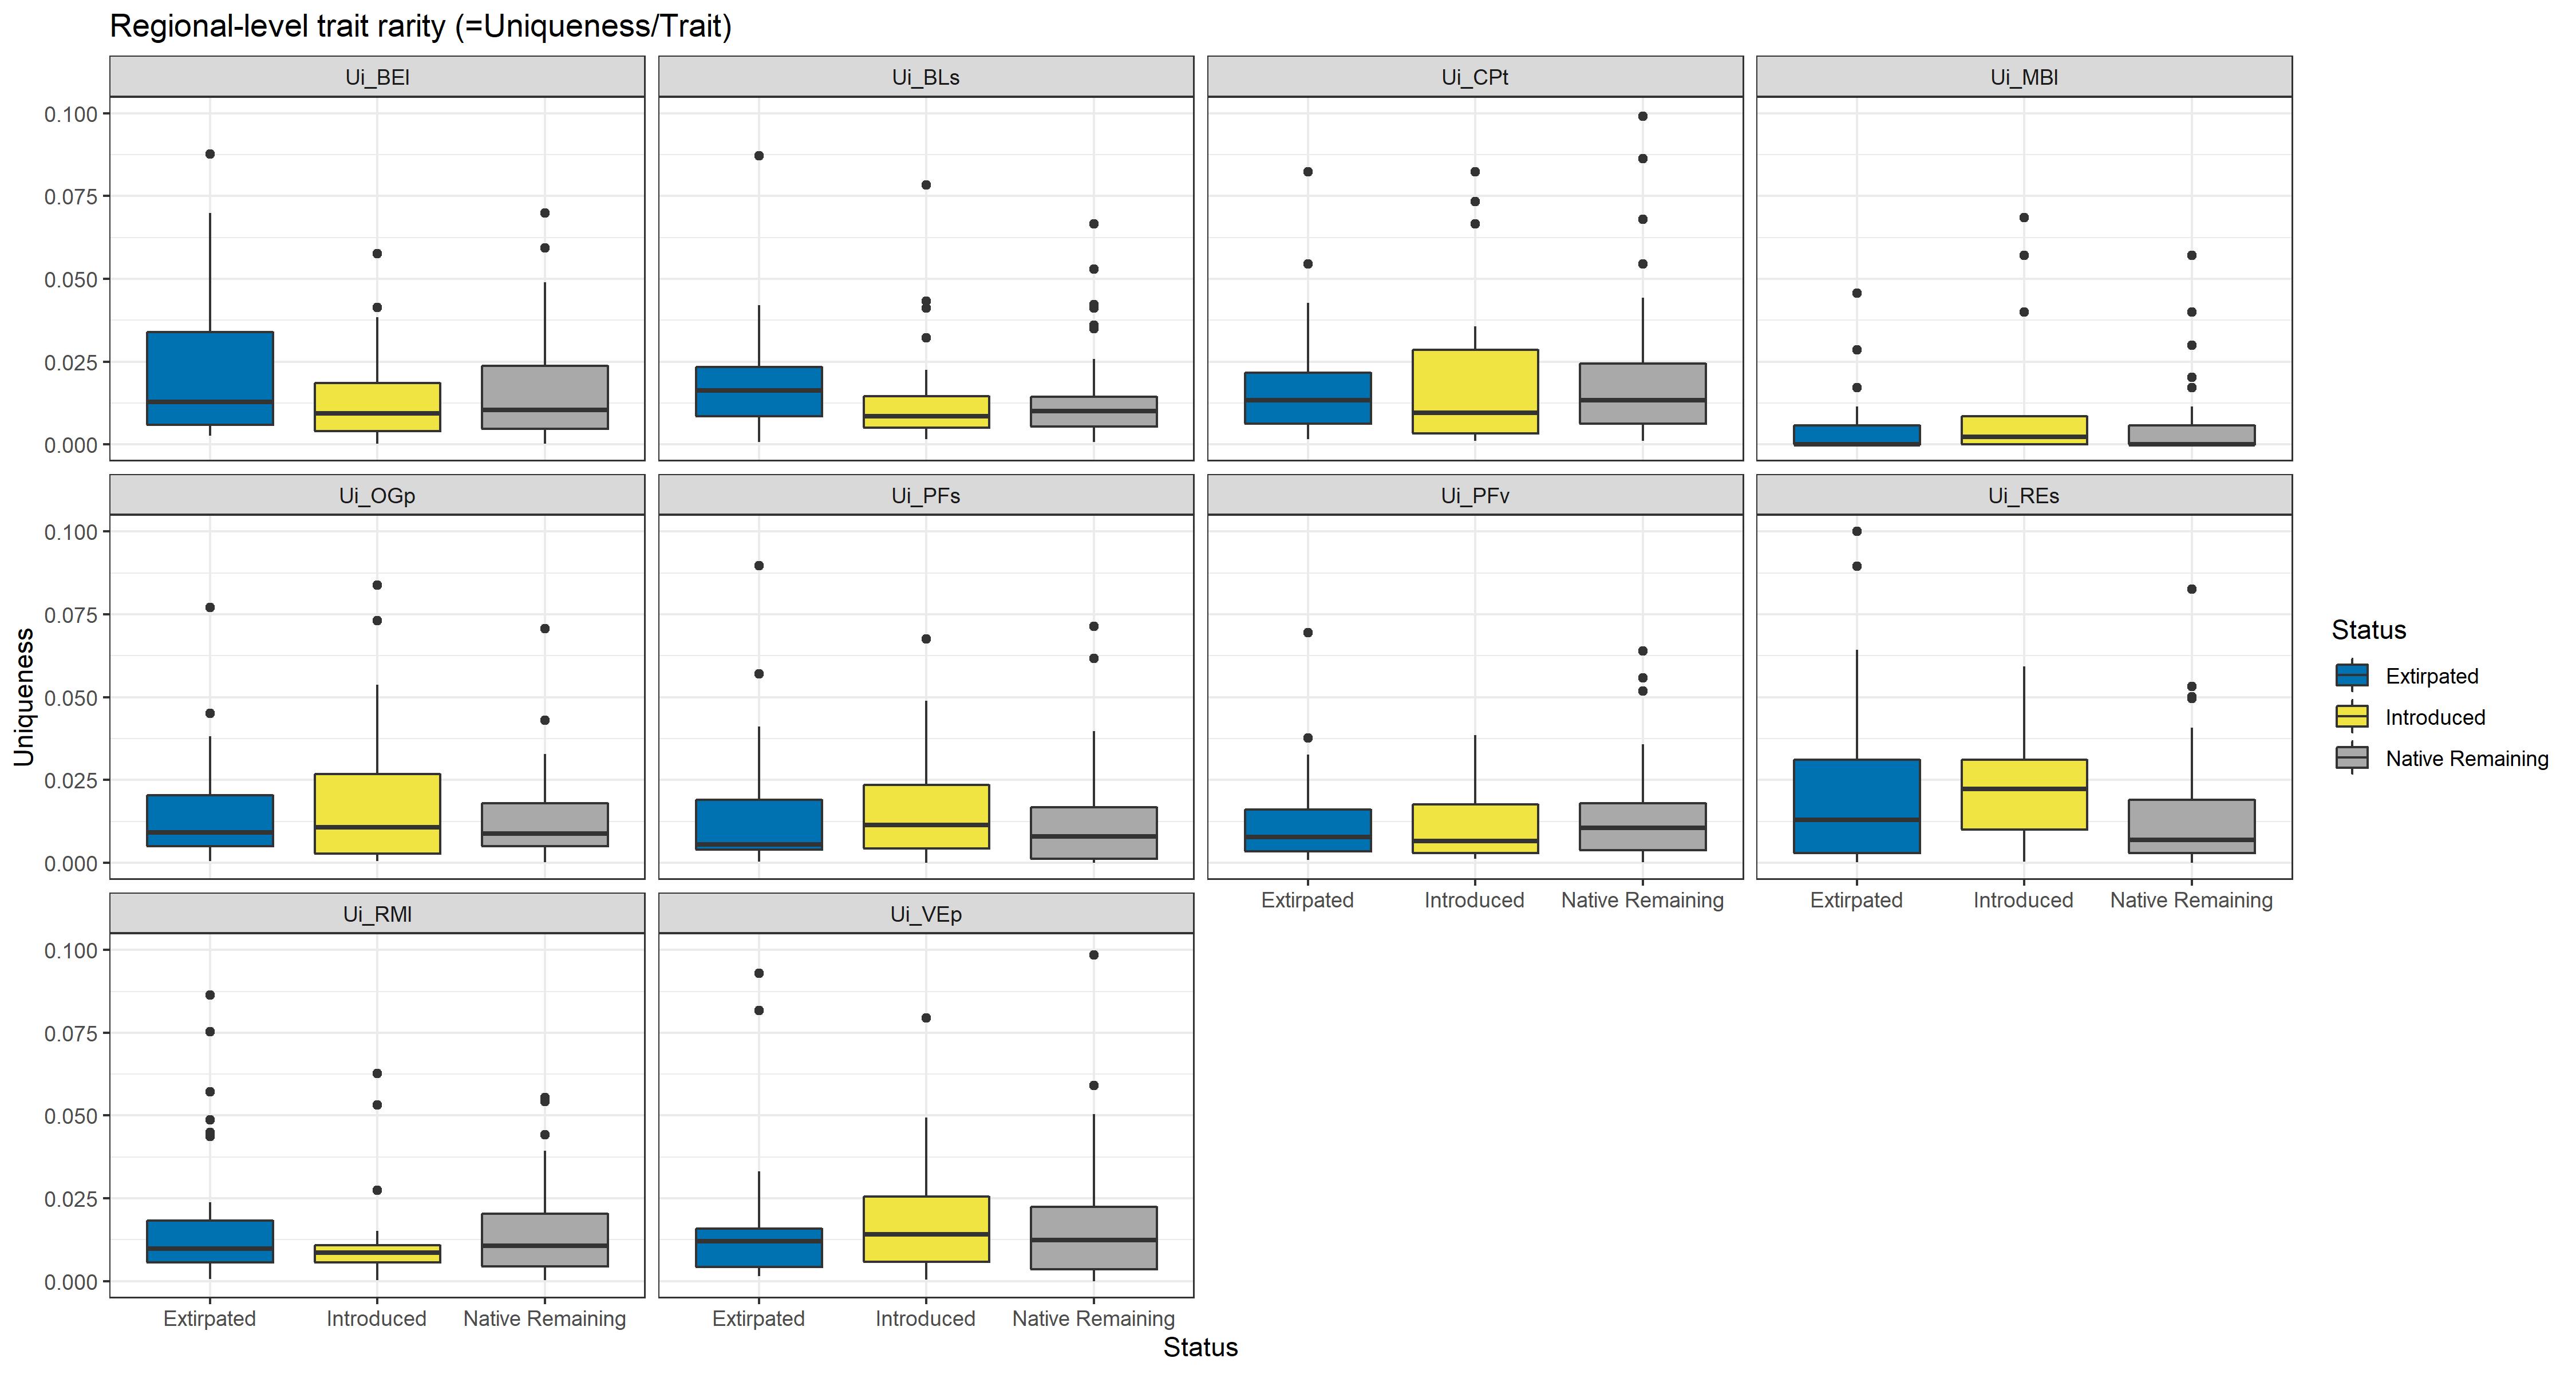 Regional-level trait rarity (=Uniqueness/Trait)
Ui_BEl Ui_BLs Ui_CPt Ui_MBl
0.100
0.075
0.050
0.025
0.000
Ui_OGp Ui_PFs Ui_PFv Ui_REs
0.100
0.075
0.050
0.025
0.000
Extirpated Introduced Native Remaining Extirpated Introduced Native Remaining
Ui_RMl Ui_VEp
0.100
0.075
0.050
0.025
0.000
Extirpated Introduced Native Remaining Extirpated Introduced Native Remaining
Status
Uniqueness
Status
Extirpated
Introduced
Native Remaining